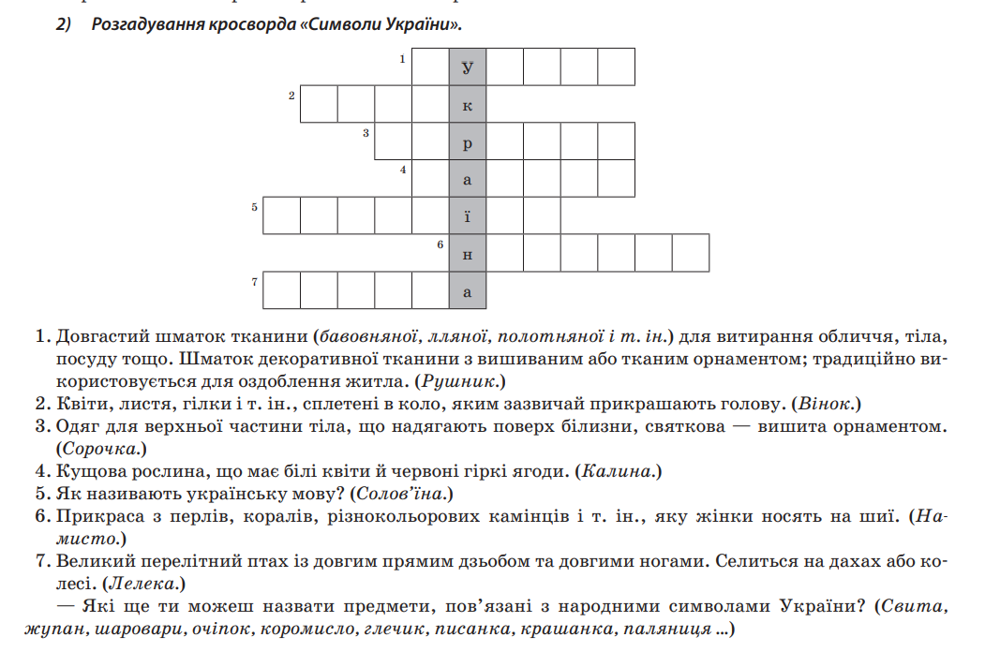 2) Розгадування кросворда «Символи України».
1 У
2 к
3 р
4 а
5 ї
6 н
7 а
1. Довгастий шматок тканини (бавовняної, лляної, полотняної і т. ін.) для витирання обличчя, тіла,
посуду тощо. Шматок декоративної тканини з вишиваним або тканим орнаментом; традиційно ви-
користовується для оздоблення житла. (Рушник.)
2. Квіти, листя, гілки і т. ін., сплетені в коло, яким зазвичай прикрашають голову. (Вінок.)
3. Одяг для верхньої частини тіла, що надягають поверх білизни, святкова — вишита орнаментом.
(Сорочка.)
4. Кущова рослина, що має білі квіти й червоні гіркі ягоди. (Калина.)
5. Як називають українську мову? (Солов’їна.)
6. Прикраса з перлів, коралів, різнокольорових камінців і т. ін., яку жінки носять на шиї. (На-
мисто.)
7. Великий перелітний птах із довгим прямим дзьобом та довгими ногами. Селиться на дахах або ко-
лесі. (Лелека.)
— Які ще ти можеш назвати предмети, пов’язані з народними символами України? (Свита,
жупан, шаровари, очіпок, коромисло, глечик, писанка, крашанка, паляниця ...)